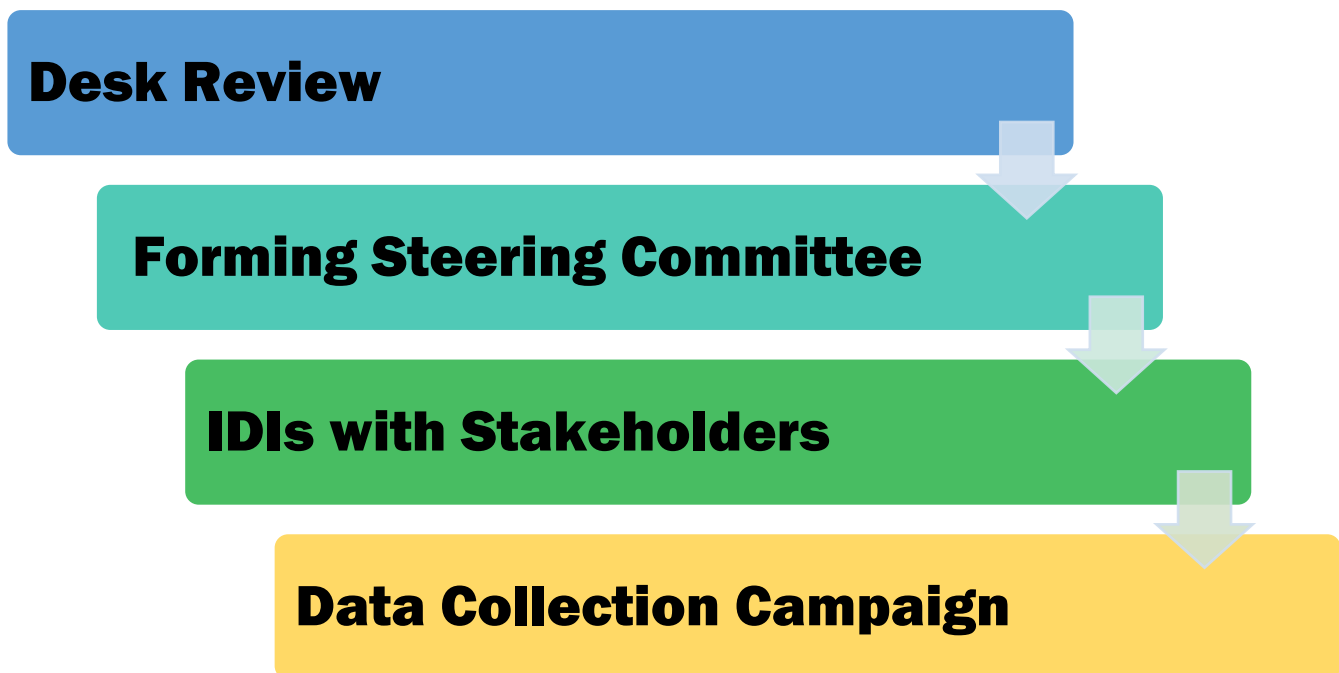 Desk Review
Forming Steering Committee
IDIs with Stakeholders
Data Collection Campaign